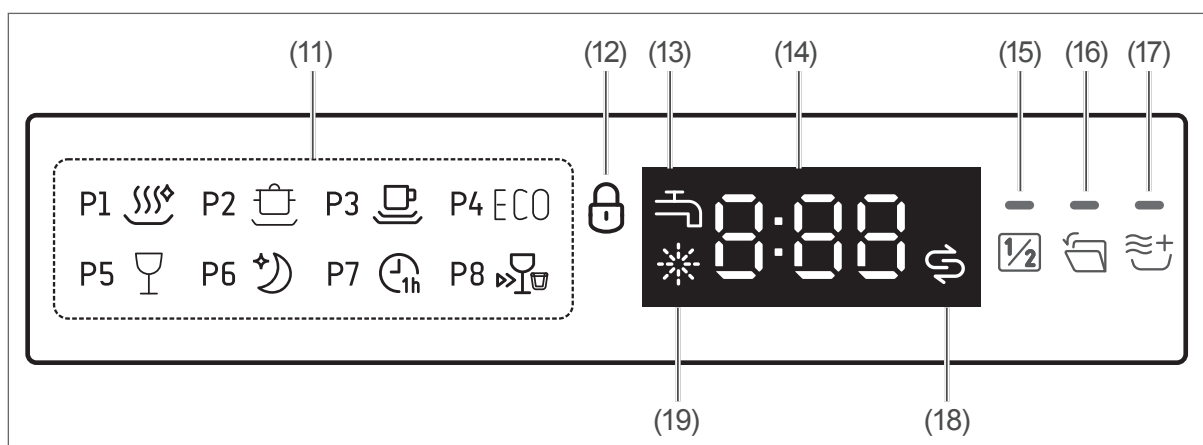 (11) (12) (13) (14) (15) (16) (17)
P1 P2 P3 P4 ECO
8:88
1/2
P5 P6 P7 1h P8
(19) (18)